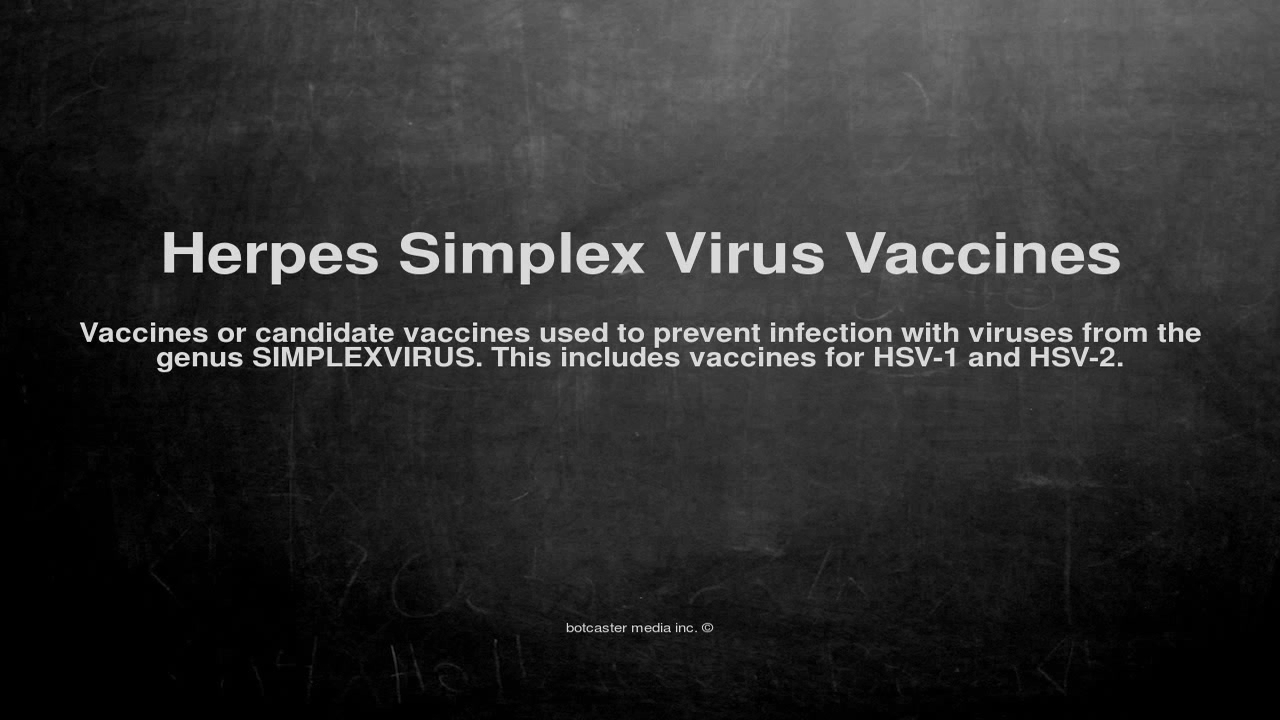 Herpes Simplex Virus Vaccines
Vaccines or candidate vaccines used to prevent infection with viruses from the
genus SIMPLEXVIRUS. This includes vaccines for HSV-1 and HSV-2.
botcaster media inc. ©